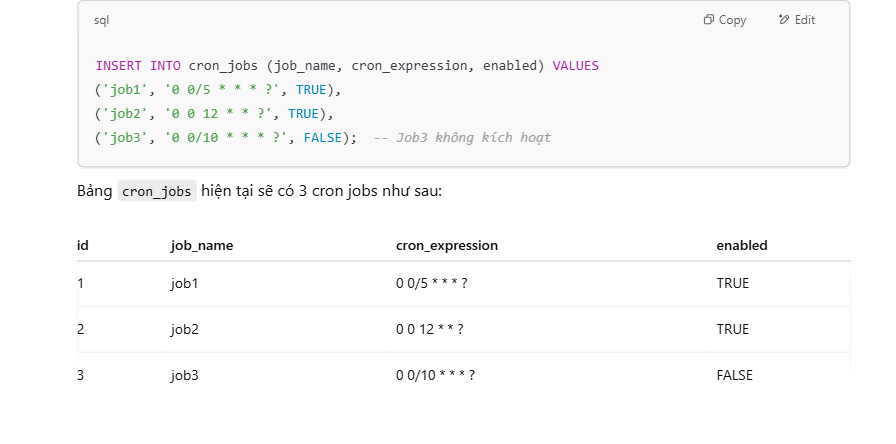 sql
Copy
Edit
INSERT INTO cron_jobs (job_name, cron_expression, enabled) VALUES
('job1', '0 0/5 * * * ?', TRUE),
('job2', '0 0 12 * * ?', TRUE),
('job3', '0 0/10 * * * ?', FALSE);  -- Job3 không kích hoạt
Bảng cron_jobs hiện tại sẽ có 3 cron jobs như sau:
id job_name cron_expression enabled
1 job1 0 0/5 * * * ? TRUE
2 job2 0 0 12 * * ? TRUE
3 job3 0 0/10 * * * ? FALSE